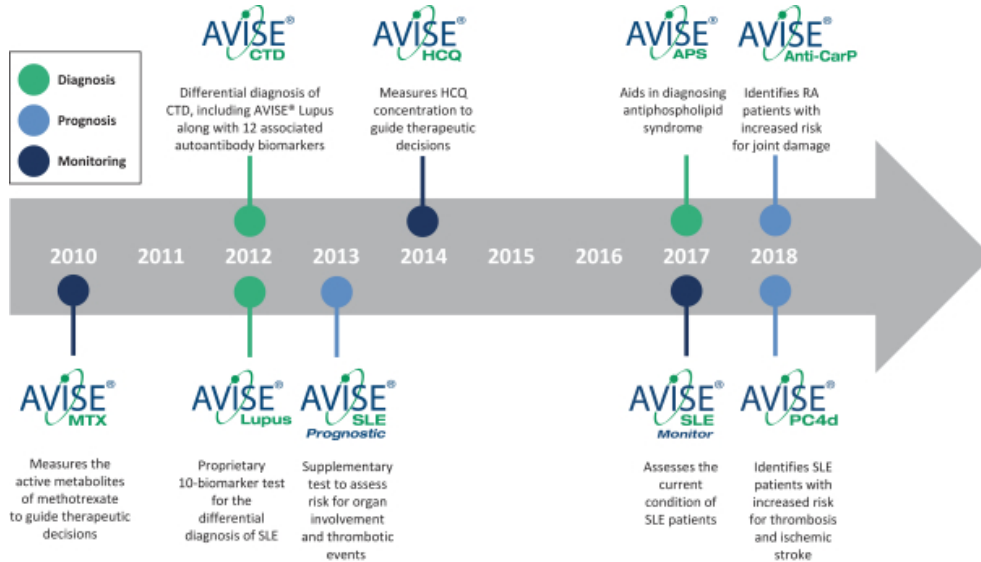 AVISE®
CTD
AVISE®
HCQ
AVISE®
APS
AVISE®
Anti-CarP
Diagnosis
Prognosis
Monitoring
Differential diagnosis of
CTD, including AVISE® Lupus
along with 12 associated
autoantibody biomarkers
Measures HCQ
concentration to
guide therapeutic
decisions
Aids in diagnosing
antiphospholipid
syndrome
Identifies RA
patients with
increased risk
for joint damage
2010 2011 2012 2013 2014 2015 2016 2017 2018
AVISE®
MTX
Measures the
active metabolites
of methotrexate
to guide therapeutic
decisions
AVISE®
Lupus
Proprietary
10-biomarker test
for the
differential
diagnosis of SLE
AVISE®
SLE
Prognostic
Supplementary
test to assess
risk for organ
involvement
and thrombotic
events
AVISE®
SLE
Monitor
Assesses the
current
condition of
SLE patients
AVISE®
PC4d
Identifies SLE
patients with
increased risk
for thrombosis
and ischemic
stroke